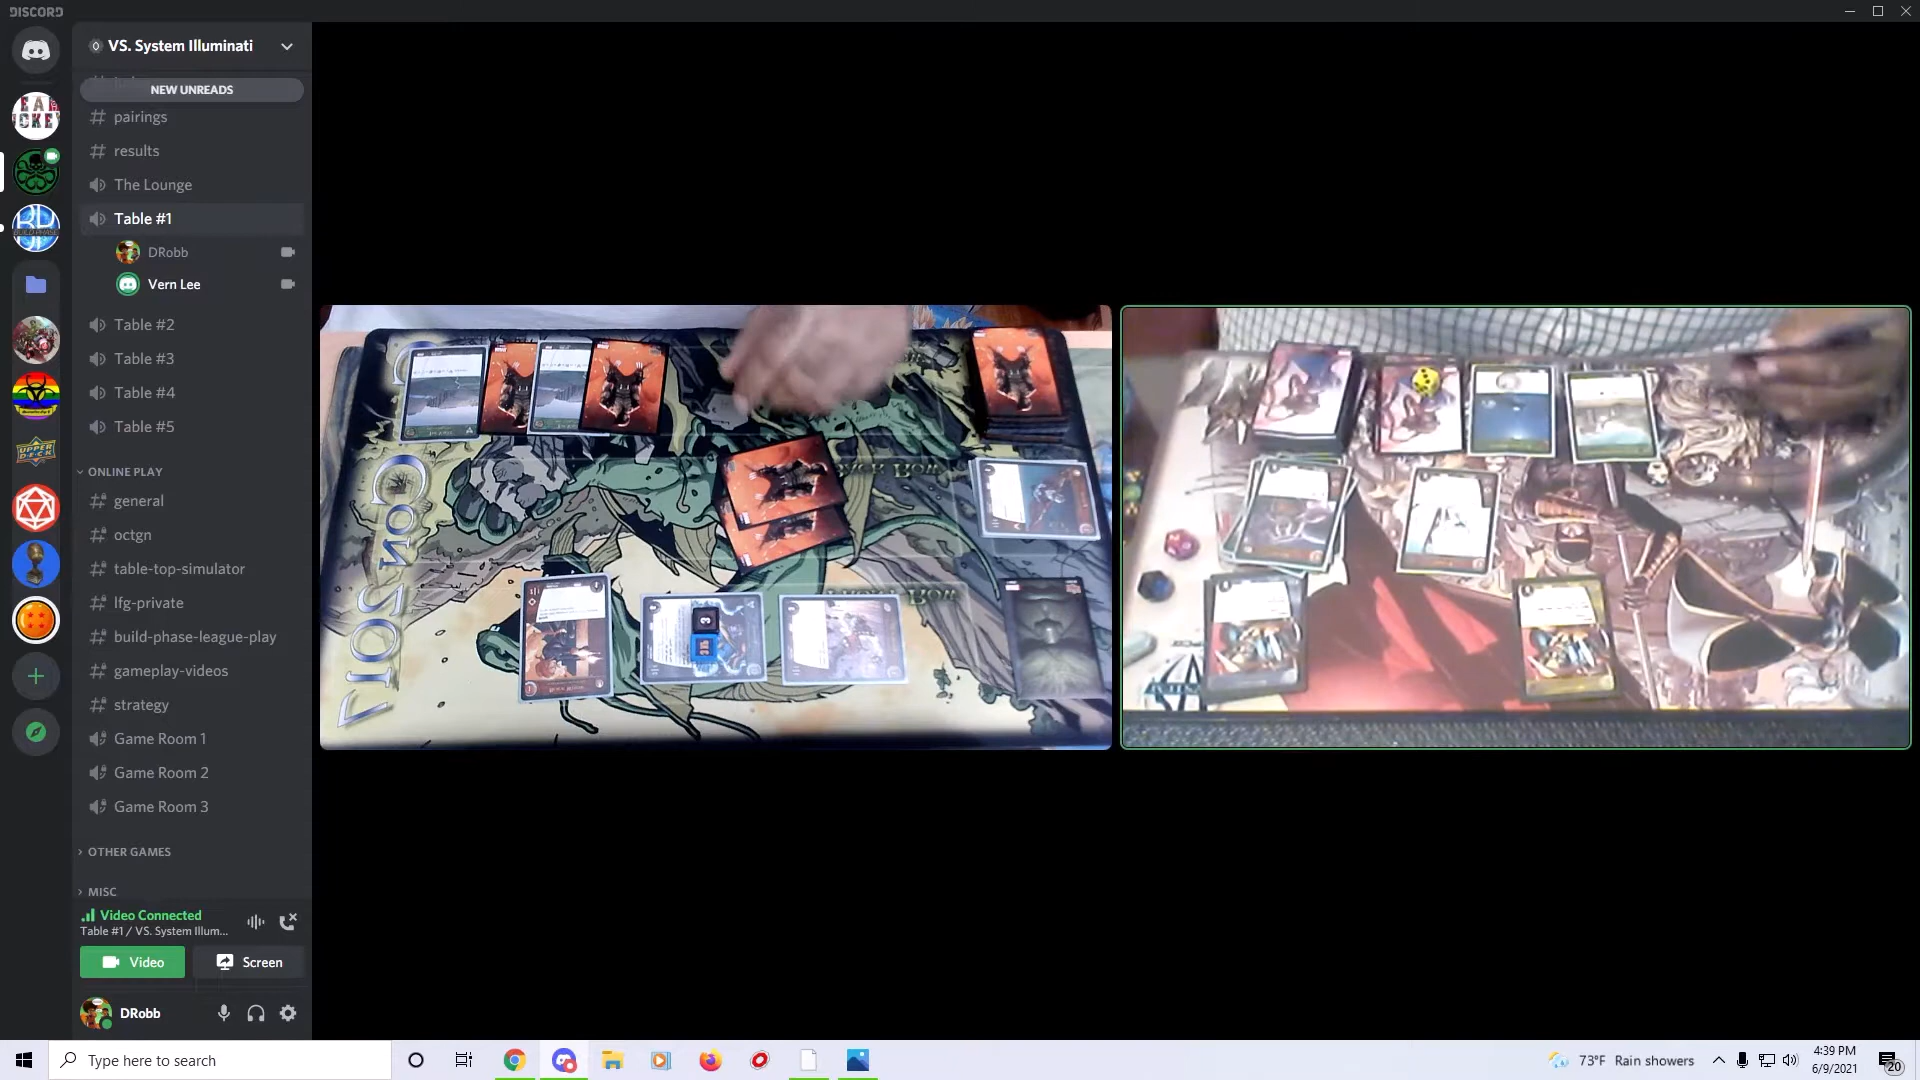 DISCORD
VS. System Illuminati
NEW UNREADS
pairings
results
The Lounge
Table #1
DRobb
Vern Lee
Table #2
Table #3
Table #4
Table #5
ONLINE PLAY
general
octgn
table-top-simulator
lfg-private
build-phase-league-play
gameplay-videos
strategy
Game Room 1
Game Room 2
Game Room 3
OTHER GAMES
MISC
Video Connected
Table #1 / VS. System Illum...
Video
Screen
DRobb
UPPER
DECK
Type here to search
73°F Rain showers
4:39 PM
6/9/2021
20